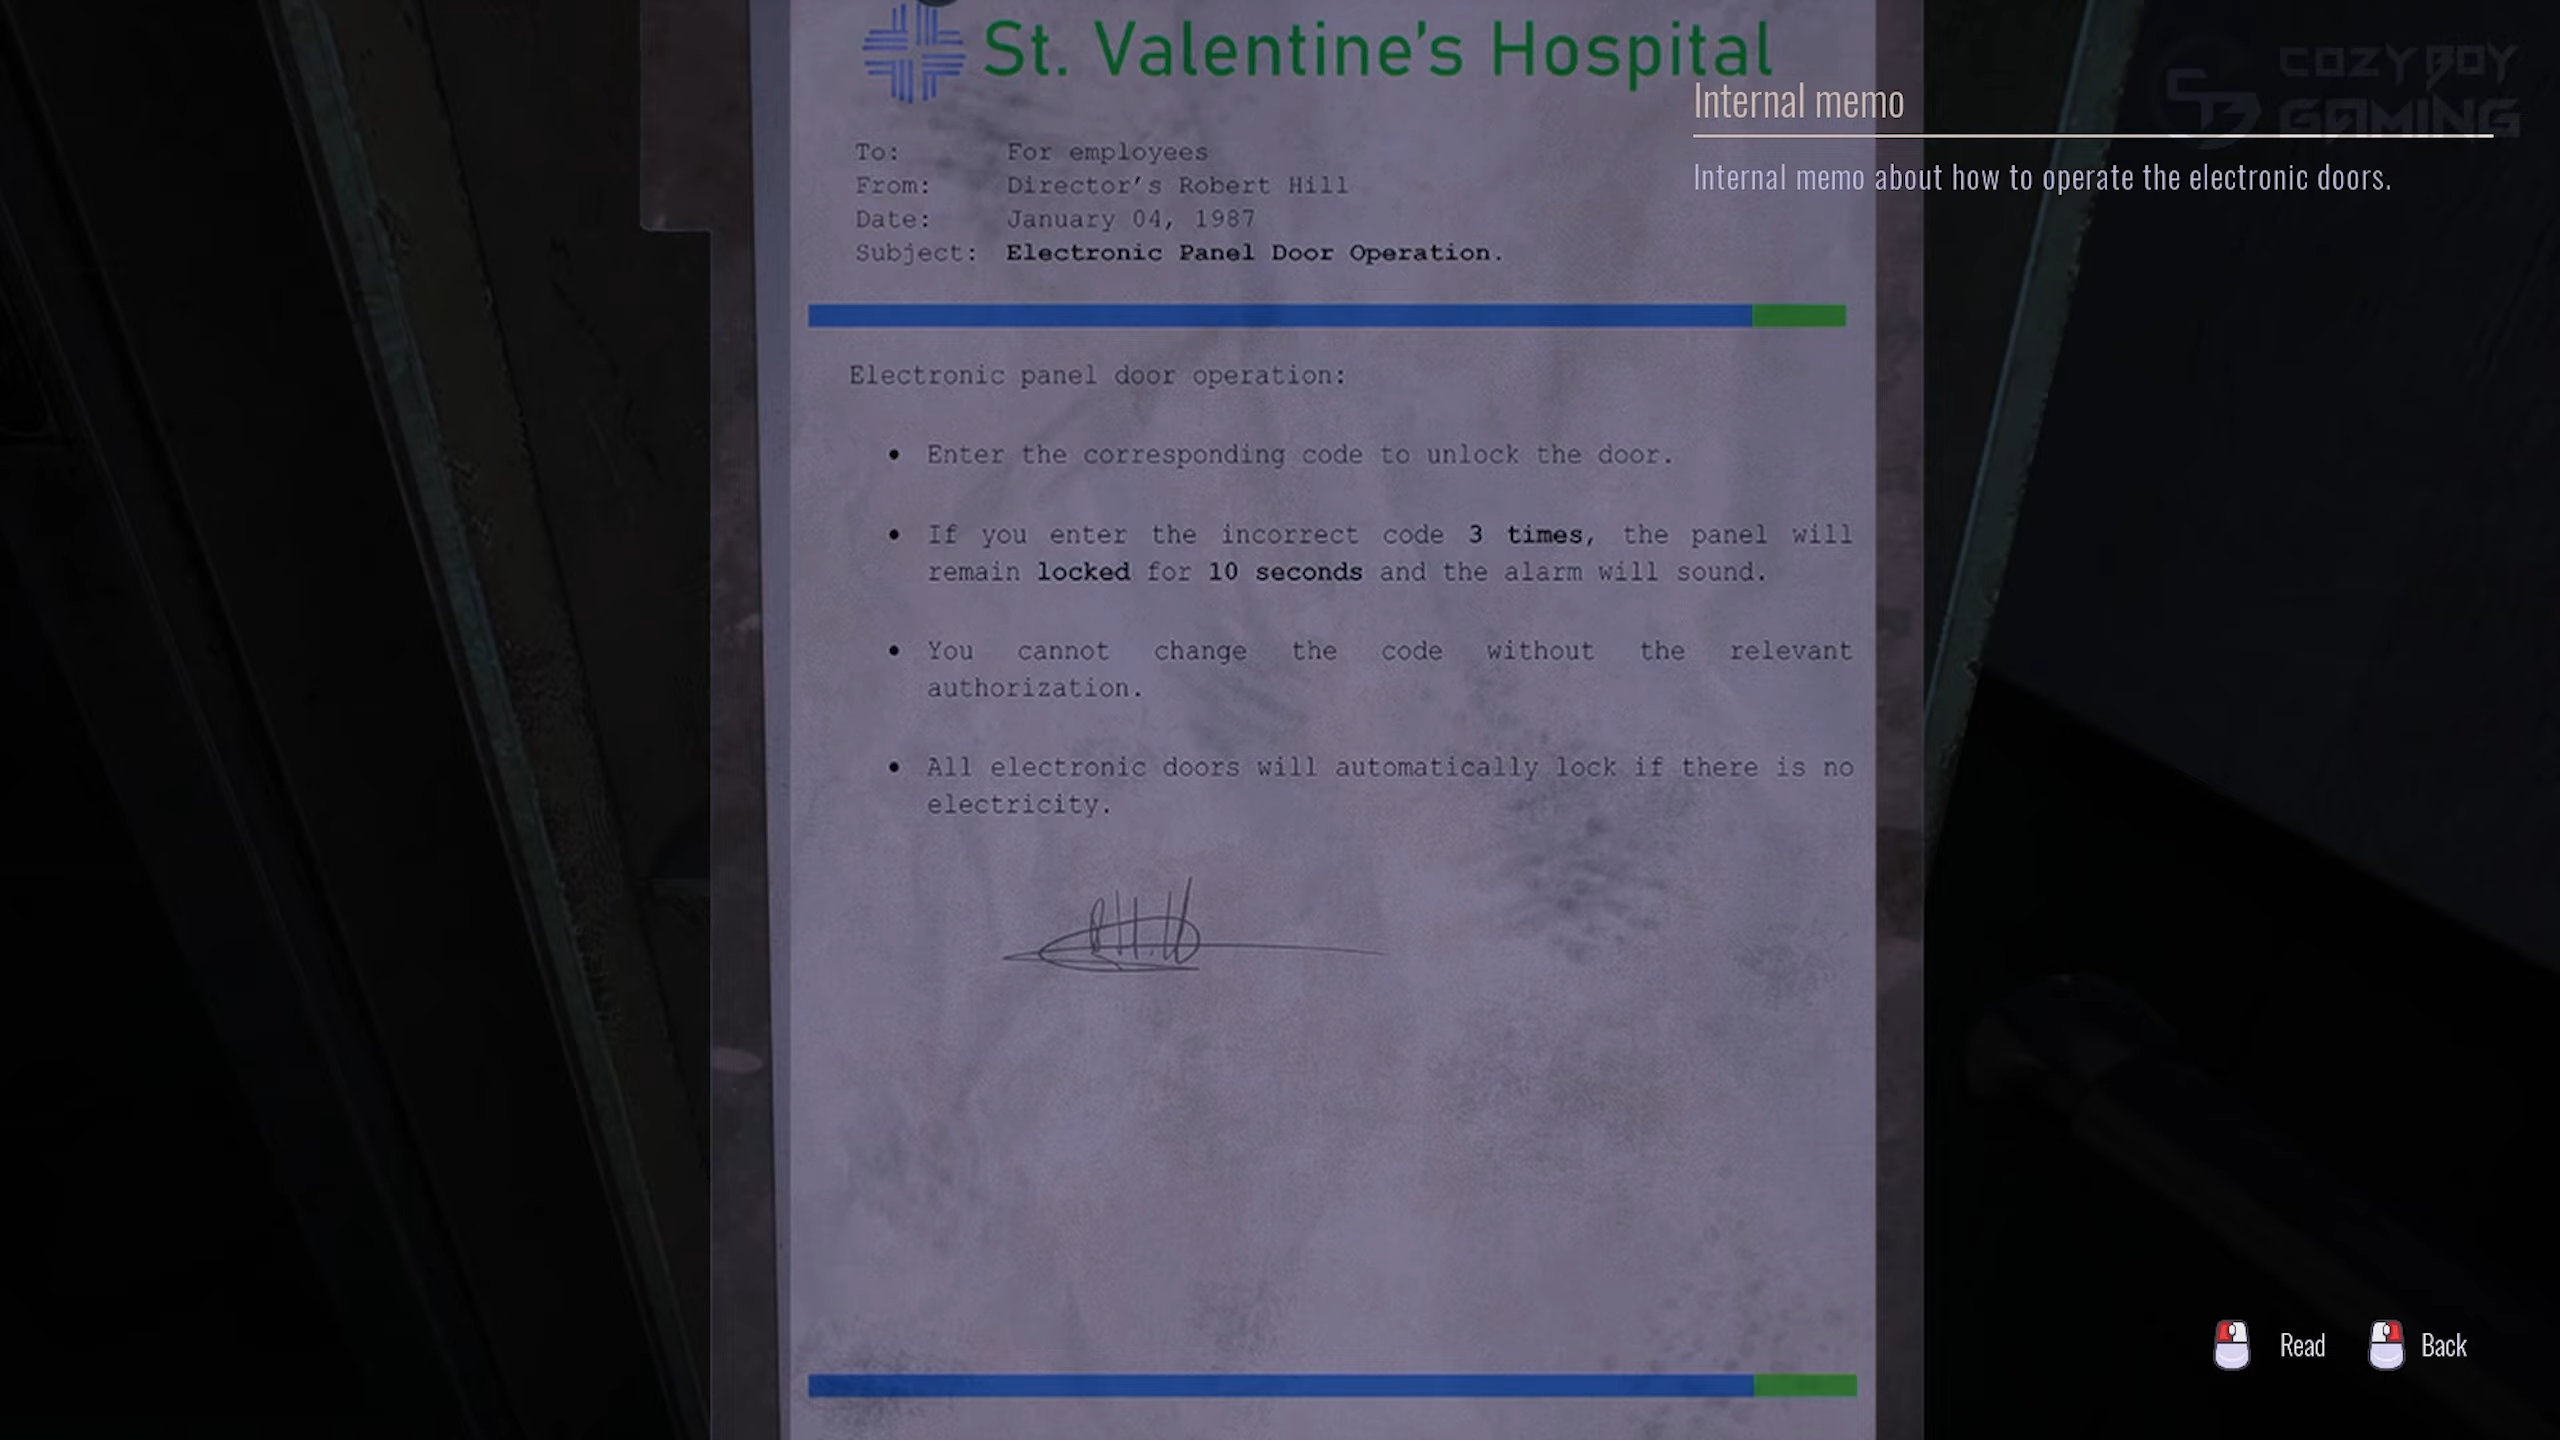 St. Valentine's Hospital
COZY BOY
GAMING
Internal memo
Internal memo about how to operate the electronic doors.
To: For employees
From: Director's Robert Hill
Date: January 04, 1987
Subject: Electronic Panel Door Operation.
Electronic panel door operation:
• Enter the corresponding code to unlock the door.
• If you enter the incorrect code 3 times, the panel will
remain locked for 10 seconds and the alarm will sound.
• You cannot change the code without the relevant
authorization.
• All electronic doors will automatically lock if there is no
electricity.
Read Back